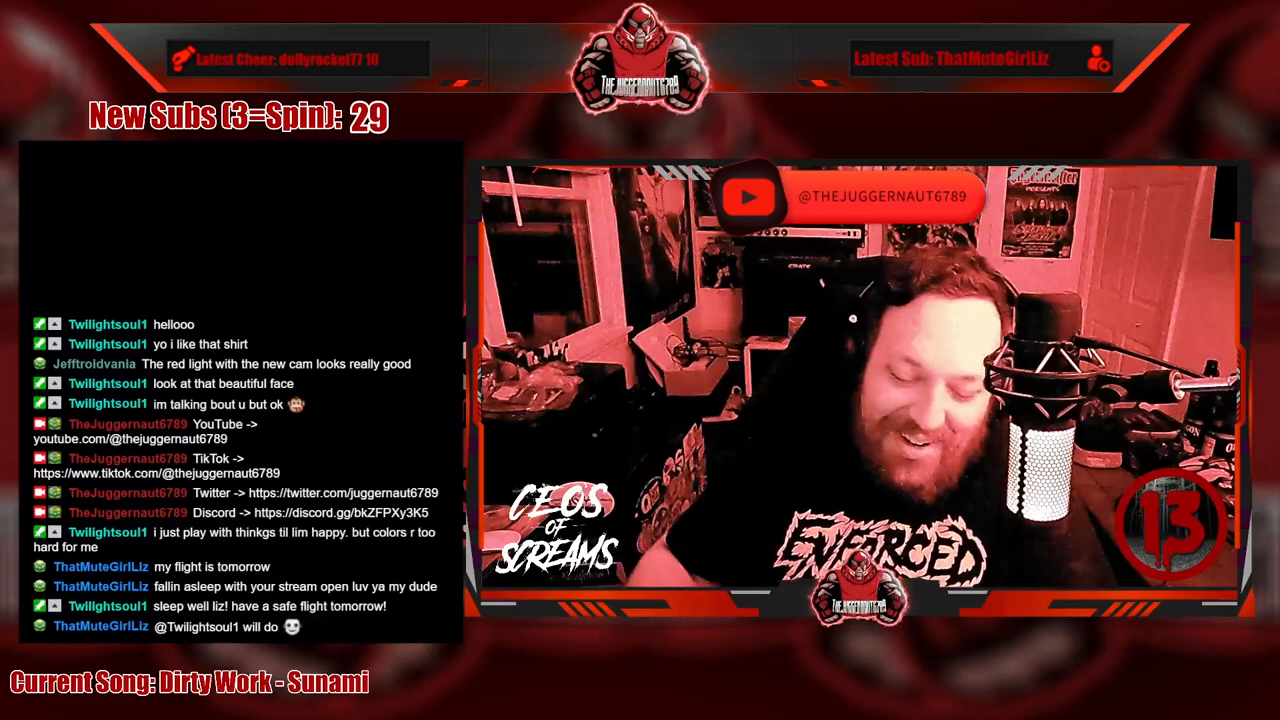 Latest Cheer: dollyrocket77 10
THEJUGGERNAUT6789
Latest Sub: ThatMuteGirlLiz
New Subs (3=Spin): 29
@THEJUGGERNAUT6789
PRESENTS
CRATE
Twilightsoul1 hellooo
Twilightsoul1 yo i like that shirt
Jefftroidvania The red light with the new cam looks really good
Twilightsoul1 look at that beautiful face
Twilightsoul1 im talking bout u but ok
TheJuggernaut6789 YouTube ->
youtube.com/@thejuggernaut6789
TheJuggernaut6789 TikTok ->
https://www.tiktok.com/@thejuggernaut6789
TheJuggernaut6789 Twitter -> https://twitter.com/juggernaut6789
TheJuggernaut6789 Discord -> https://discord.gg/bkZFPXy3K5
Twilightsoul1 i just play with thinkgs til lim happy. but colors r too
hard for me
ThatMuteGirlLiz my flight is tomorrow
ThatMuteGirlLiz fallin asleep with your stream open luv ya my dude
Twilightsoul1 sleep well liz! have a safe flight tomorrow!
ThatMuteGirlLiz @Twilightsoul1 will do
CEOS
OF
SCREAMS
ENFORCED
13
THEJUGGERNAUT6789
Current Song: Dirty Work - Sunami